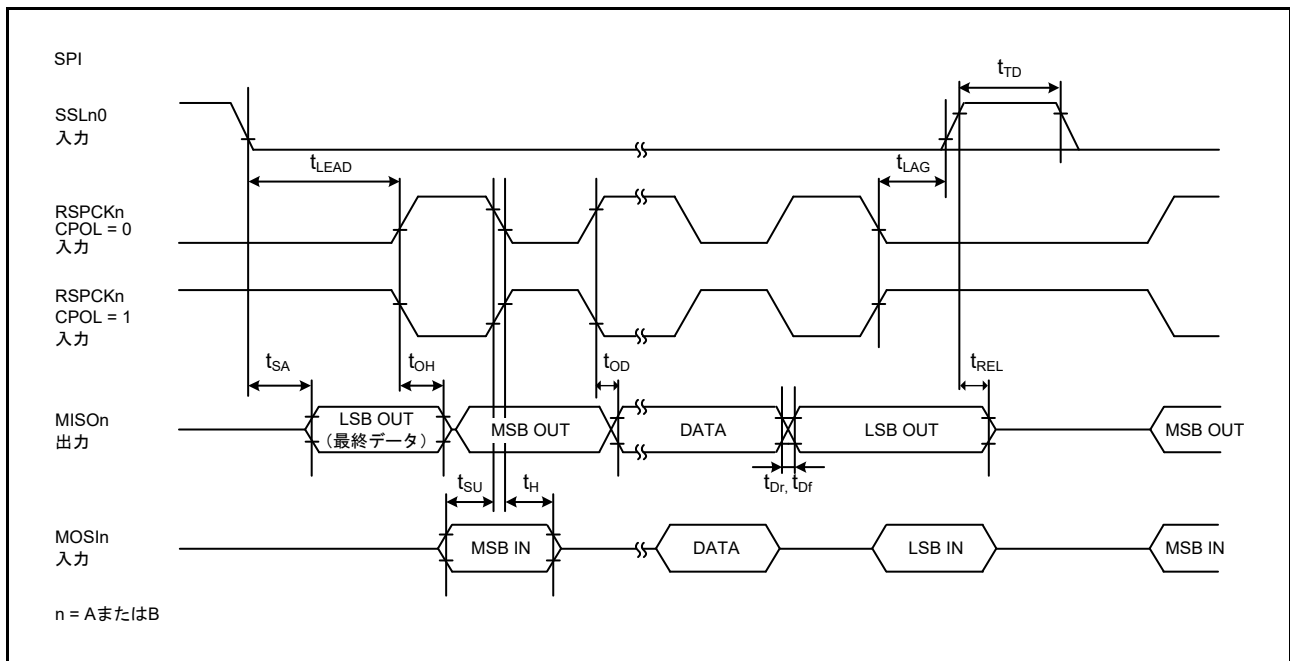 SPI
tTD
SSLn0
入力
tLEAD
tLAG
RSPCKn
CPOL = 0
入力
RSPCKn
CPOL = 1
入力
tSA
tOH
tOD
tREL
MISOn
出力
LSB OUT
(最終データ)
MSB OUT
DATA
LSB OUT
MSB OUT
tSU
tH
tDr, tDf
MOSIn
入力
MSB IN
DATA
LSB IN
MSB IN
n = AまたはB